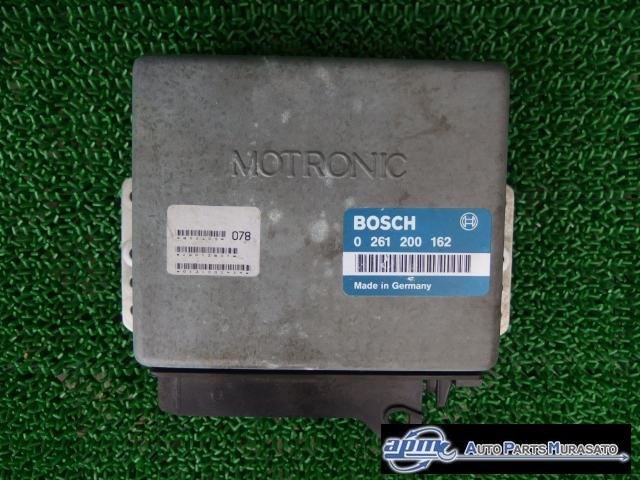 MOTRONIC
078
BOSCH
0 261 200 162
Made in Germany
apm AUTO PARTS MURASATO